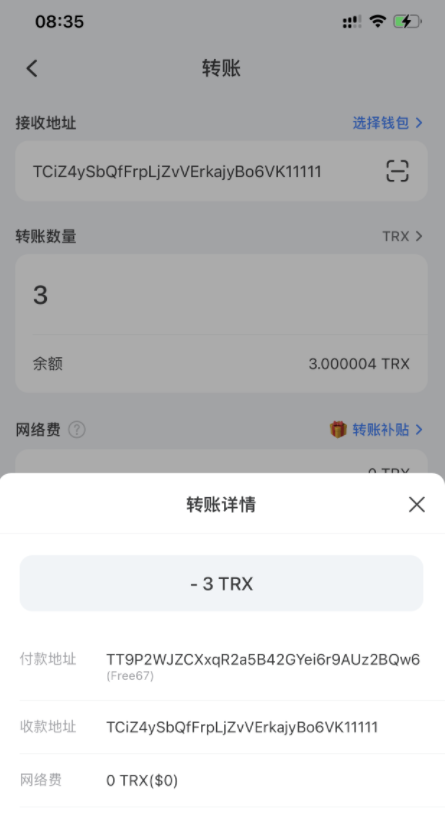 08:35
转账
接收地址 选择钱包 >
TCiZ4ySbQfFrpLjZvVErkajyBo6VK11111
转账数量 TRX >
3
余额 3.000004 TRX
网络费 ? 转账补贴 >
0 TRX
转账详情
- 3 TRX
付款地址 TT9P2WJZCXxqR2a5B42GYei6r9AUz2BQw6
(Free67)
收款地址 TCiZ4ySbQfFrpLjZvVErkajyBo6VK11111
网络费 0 TRX($0)